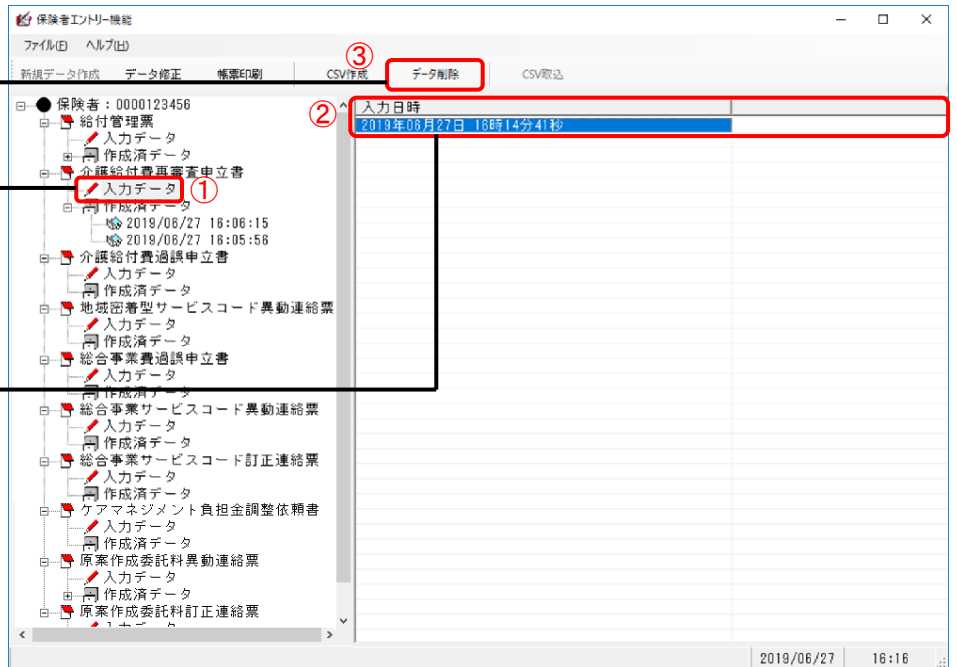 保険者エントリー機能
ファイル(F) ヘルプ(H)
③
新規データ作成 データ修正 帳票印刷 CSV作成 データ削除 CSV取込
保険者：0000123456
給付管理票
入力データ
作成済データ
介護給付費再審査申立書
入力データ ①
作成済データ
2019/06/27 16:06:15
2019/06/27 16:05:56
介護給付費過誤申立書
入力データ
作成済データ
地域密着型サービスコード異動連絡票
入力データ
作成済データ
総合事業費過誤申立書
入力データ
作成済データ
総合事業サービスコード異動連絡票
入力データ
作成済データ
総合事業サービスコード訂正連絡票
入力データ
作成済データ
ケアマネジメント負担金調整依頼書
入力データ
作成済データ
原案作成委託料異動連絡票
入力データ
作成済データ
原案作成委託料訂正連絡票
② 入力日時
2019年06月27日 16時14分41秒
2019/06/27 16:16